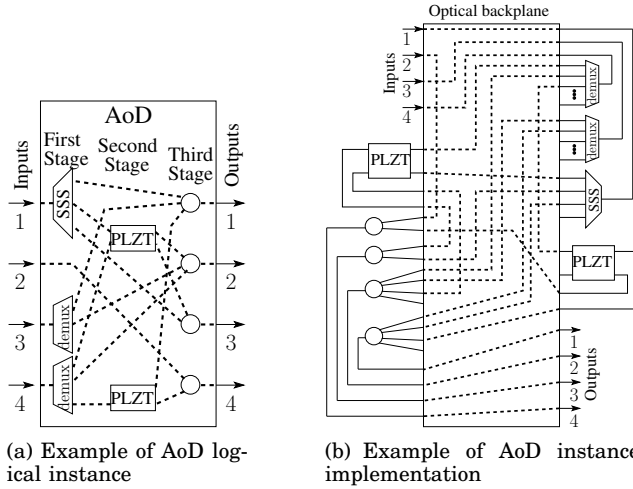 AoD
First Stage
Second Stage
Third Stage
Inputs
Outputs
SSS
PLZT
demux
demux
PLZT
1
2
3
4
1
2
3
4
(a) Example of AoD log-
ical instance
Optical backplane
Inputs
1
2
3
4
demux
demux
SSS
PLZT
PLZT
1
2
3
4
Outputs
(b) Example of AoD instance
implementation